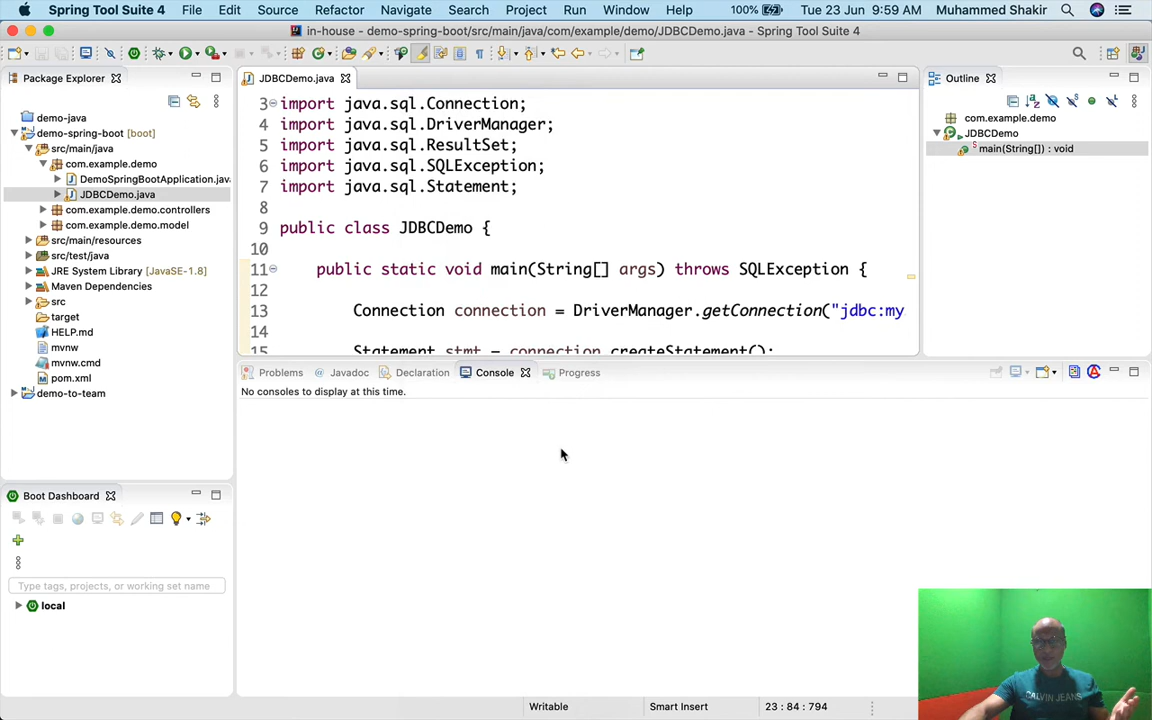 Spring Tool Suite 4 File Edit Source Refactor Navigate Search Project Run Window Help 100% Tue 23 Jun 9:59 AM Muhammed Shakir
in-house - demo-spring-boot/src/main/java/com/example/demo/JDBCDemo.java - Spring Tool Suite 4
Package Explorer
demo-java
demo-spring-boot [boot]
src/main/java
com.example.demo
DemoSpringBootApplication.jav
JDBCDemo.java
com.example.demo.controllers
com.example.demo.model
src/main/resources
src/test/java
JRE System Library [JavaSE-1.8]
Maven Dependencies
src
target
HELP.md
mvnw
mvnw.cmd
pom.xml
demo-to-team
Boot Dashboard
Type tags, projects, or working set name
local
JDBCDemo.java
3 import java.sql.Connection;
4 import java.sql.DriverManager;
5 import java.sql.ResultSet;
6 import java.sql.SQLException;
7 import java.sql.Statement;
8
9 public class JDBCDemo {
10
11 public static void main(String[] args) throws SQLException {
12
13 Connection connection = DriverManager.getConnection("jdbc:my
14
15 Statement stmt = connection.createStatement();
Problems Javadoc Declaration Console Progress
No consoles to display at this time.
Outline
com.example.demo
JDBCDemo
main(String[]) : void
CALVIN JEANS
Writable Smart Insert 23 : 84 : 794